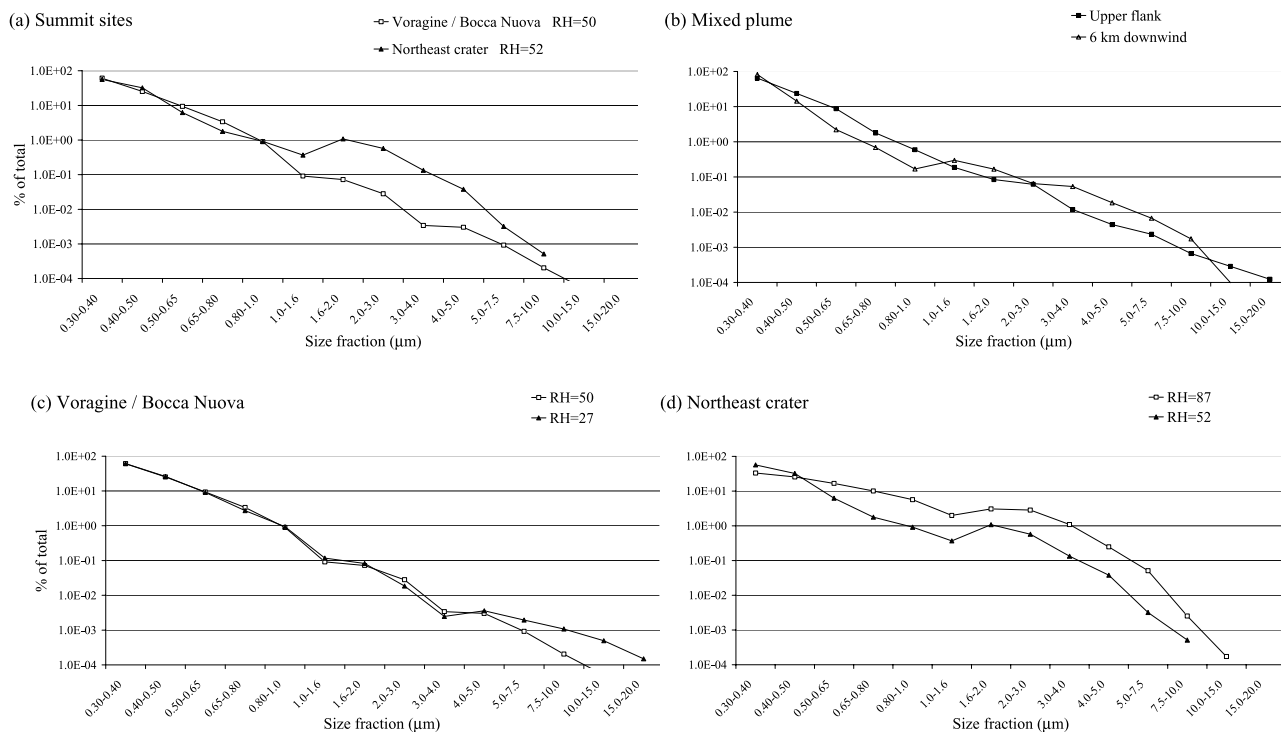 (a) Summit sites
Voragine / Bocca Nuova RH=50
Northeast crater RH=52
1.0E+02
1.0E+01
1.0E+00
1.0E−01
1.0E−02
1.0E−03
1.0E−04
% of total
0.30-0.40
0.40-0.50
0.50-0.65
0.65-0.80
0.80-1.0
1.0-1.6
1.6-2.0
2.0-3.0
3.0-4.0
4.0-5.0
5.0-7.5
7.5-10.0
10.0-15.0
15.0-20.0
Size fraction (μm)
(b) Mixed plume
Upper flank
6 km downwind
1.0E+02
1.0E+01
1.0E+00
1.0E−01
1.0E−02
1.0E−03
1.0E−04
0.30-0.40
0.40-0.50
0.50-0.65
0.65-0.80
0.80-1.0
1.0-1.6
1.6-2.0
2.0-3.0
3.0-4.0
4.0-5.0
5.0-7.5
7.5-10.0
10.0-15.0
15.0-20.0
Size fraction (μm)
(c) Voragine / Bocca Nuova
RH=50
RH=27
1.0E+02
1.0E+01
1.0E+00
1.0E−01
1.0E−02
1.0E−03
1.0E−04
% of total
0.30-0.40
0.40-0.50
0.50-0.65
0.65-0.80
0.80-1.0
1.0-1.6
1.6-2.0
2.0-3.0
3.0-4.0
4.0-5.0
5.0-7.5
7.5-10.0
10.0-15.0
15.0-20.0
Size fraction (μm)
(d) Northeast crater
RH=87
RH=52
1.0E+02
1.0E+01
1.0E+00
1.0E−01
1.0E−02
1.0E−03
1.0E−04
0.30-0.40
0.40-0.50
0.50-0.65
0.65-0.80
0.80-1.0
1.0-1.6
1.6-2.0
2.0-3.0
3.0-4.0
4.0-5.0
5.0-7.5
7.5-10.0
10.0-15.0
15.0-20.0
Size fraction (μm)